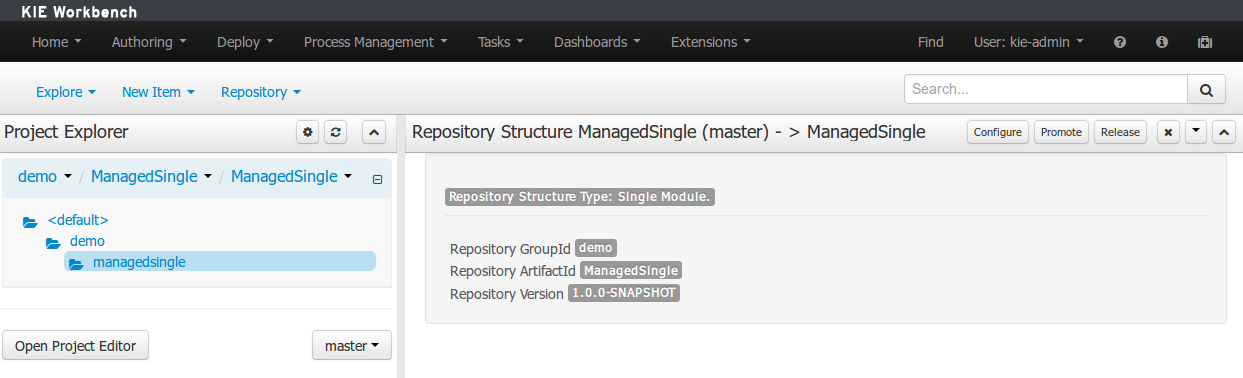 KIE Workbench
Home Authoring Deploy Process Management Tasks Dashboards Extensions Find User: kie-admin
Explore New Item Repository Search...
Project Explorer
demo / ManagedSingle / ManagedSingle
<default>
demo
managedsingle
Open Project Editor master
Repository Structure ManagedSingle (master) - > ManagedSingle Configure Promote Release
Repository Structure Type: Single Module.
Repository GroupId demo
Repository ArtifactId ManagedSingle
Repository Version 1.0.0-SNAPSHOT